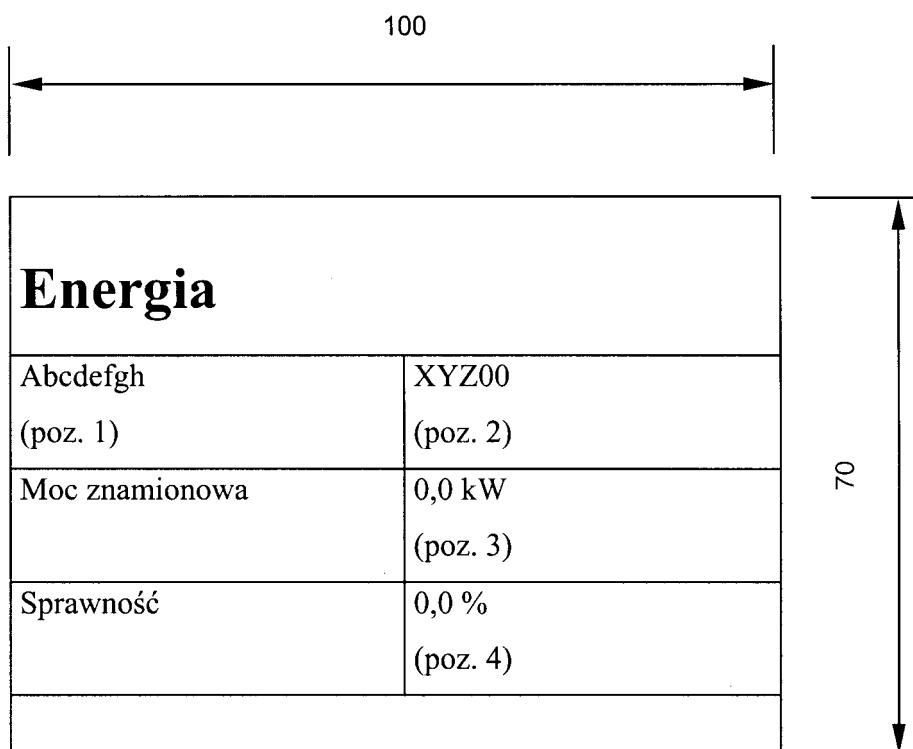 100
Energia
Abcdefgh
(poz. 1)
XYZ00
(poz. 2)
70
Moc znamionowa
0,0 kW
(poz. 3)
Sprawność
0,0 %
(poz. 4)